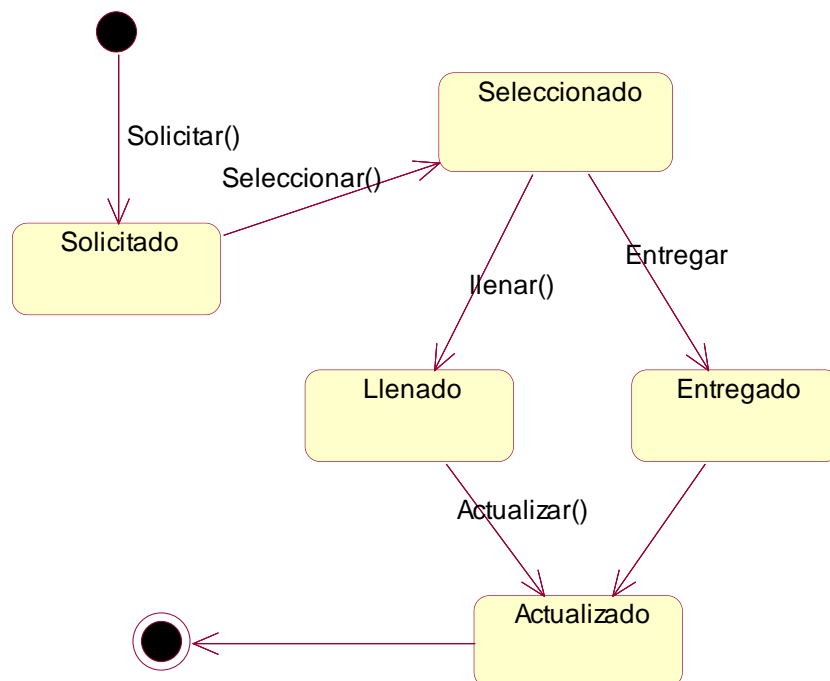 Seleccionado
Solicitar()
Seleccionar()
Solicitado
Entregar
llenar()
Llenado
Entregado
Actualizar()
Actualizado